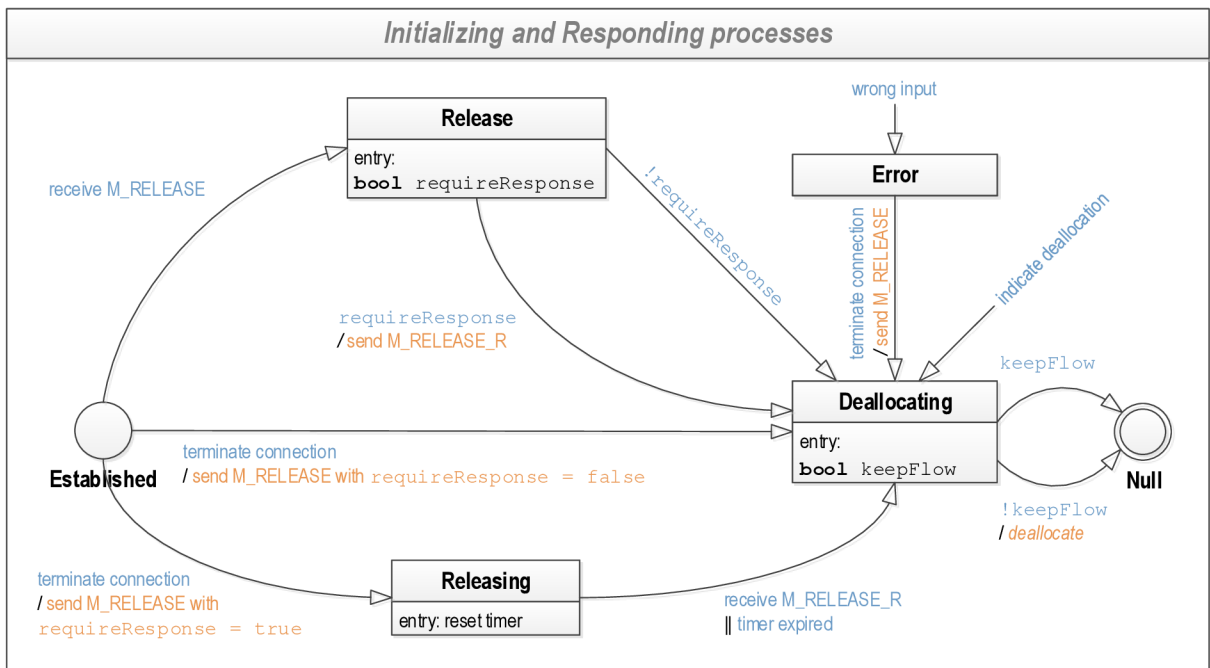 Initializing and Responding processes
wrong input
Release
entry:
bool requireResponse
Error
receive M_RELEASE
!requireResponse
terminate connection
/ send M_RELEASE
indicate deallocation
requireResponse
/ send M_RELEASE_R
keepFlow
Deallocating
entry:
bool keepFlow
Established
terminate connection
/ send M_RELEASE with requireResponse = false
Null
!keepFlow
/ deallocate
terminate connection
/ send M_RELEASE with
requireResponse = true
Releasing
entry: reset timer
receive M_RELEASE_R
|| timer expired